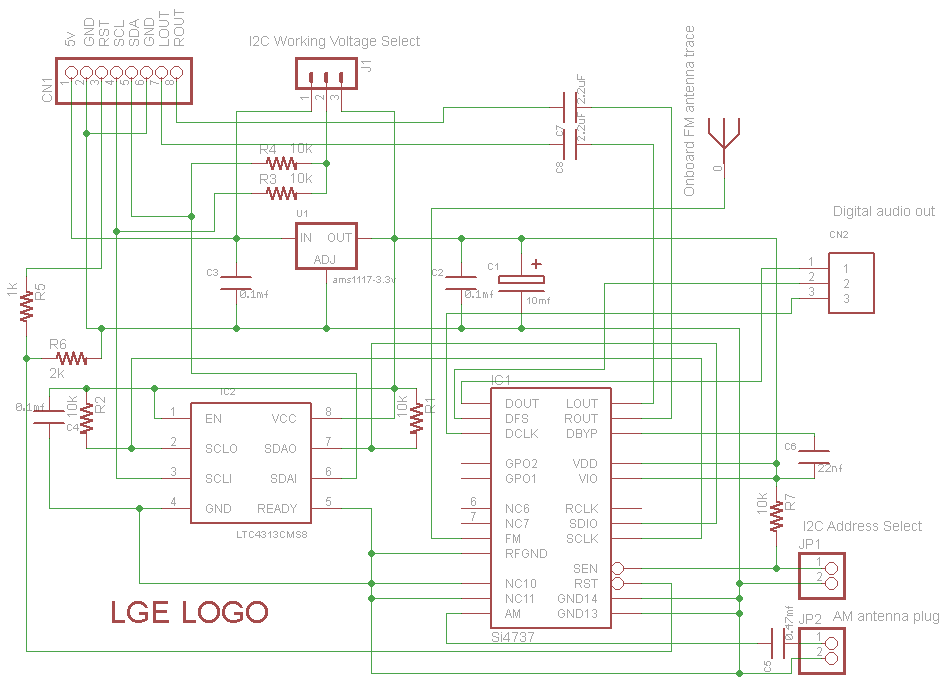 5V
GND
RST
SCL
SDA
GND
LOUT
ROUT
CN1
1
2
3
4
5
6
7
8
I2C Working Voltage Select
J1
1
2
3
R4 10k
R3 10k
2.2uF
C7
2.2uF
C8
Onboard FM antenna trace
0
Digital audio out
CN2
1 1
2 2
3 3
U1
IN OUT
ADJ
ams1117-3.3v
C3
0.1mf
C2
0.1mf
C1
+
10mf
1k
R5
R6
2k
0.1mf
C4
10k
R2
IC2
1 EN VCC 8
2 SCLO SDAO 7
3 SCLI SDAI 6
4 GND READY 5
LTC4313CMS8
10k
R1
IC1
DOUT LOUT
DFS ROUT
DCLK DBYP
GPO2 VDD
GPO1 VIO
6 NC6 RCLK
7 NC7 SDIO
FM SCLK
RFGND
SEN
NC10 RST
NC11 GND14
AM GND13
Si4737
C6
22nf
10k
R7
I2C Address Select
JP1
1
2
LGE LOGO
0.47mf
C5
JP2 AM antenna plug
1
2